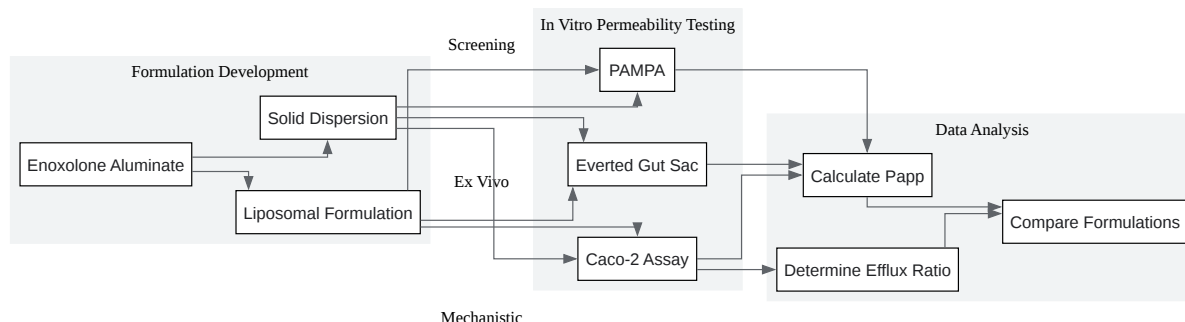 In Vitro Permeability Testing
Screening
Formulation Development
PAMPA
Solid Dispersion
Data Analysis
Enoxolone Aluminate
Everted Gut Sac
Calculate Papp
Ex Vivo
Liposomal Formulation
Compare Formulations
Caco-2 Assay
Determine Efflux Ratio
Mechanistic